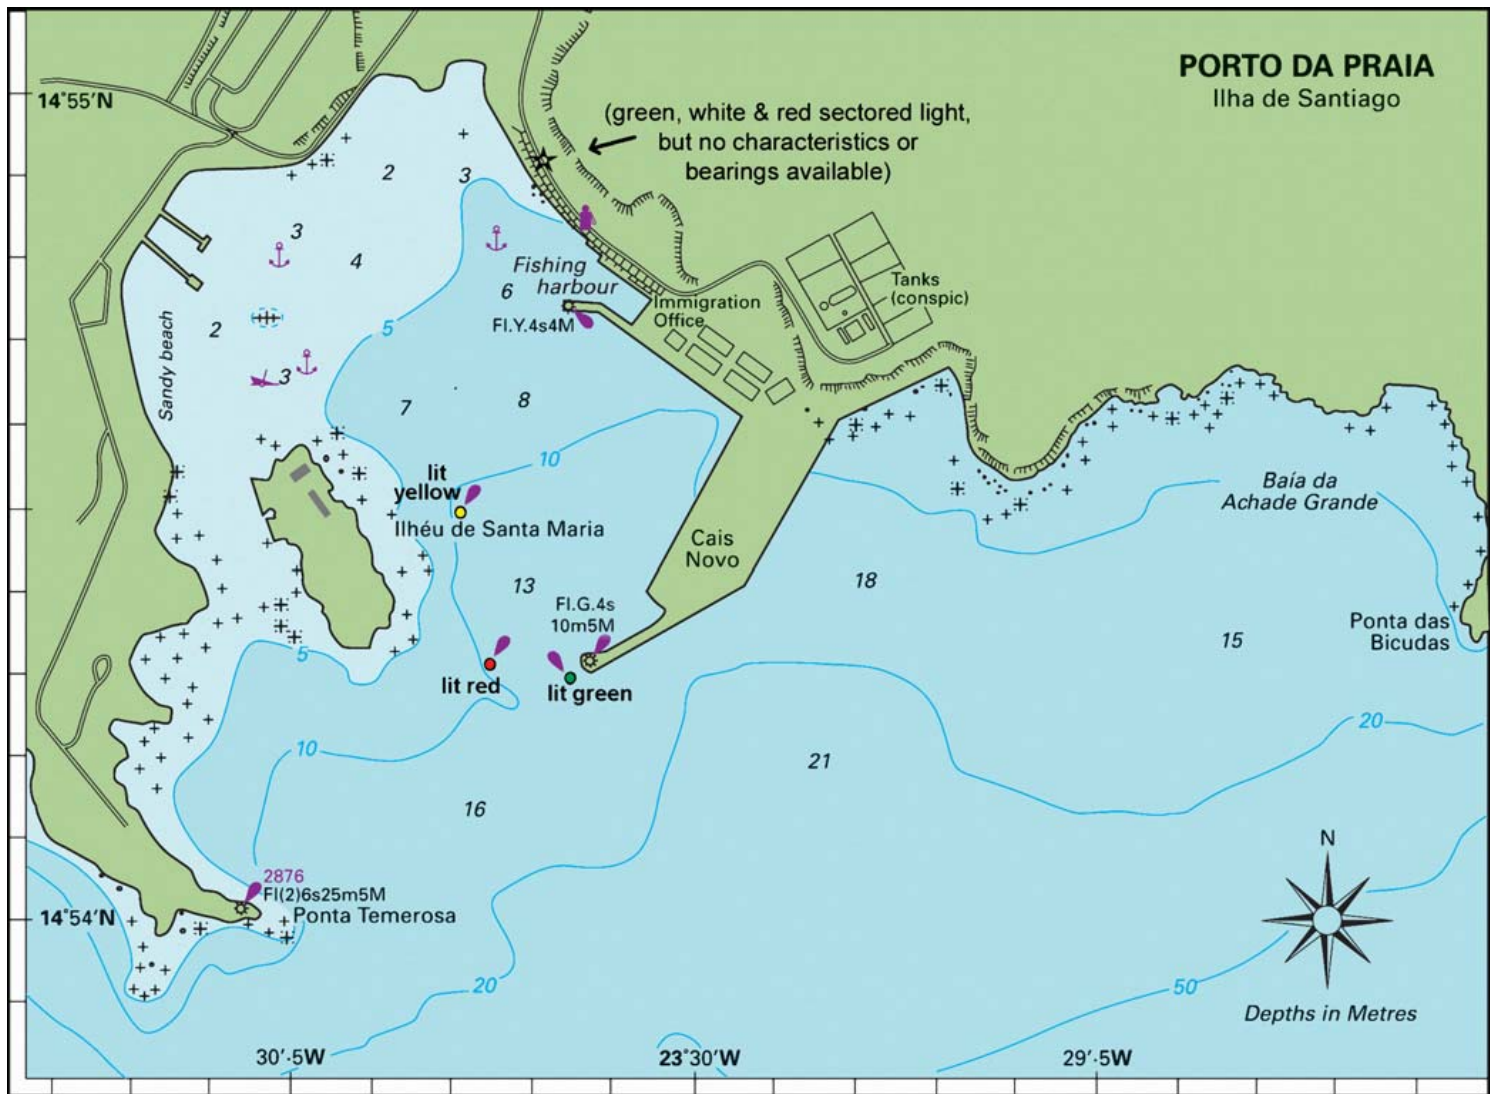 PORTO DA PRAIA
Ilha de Santiago
14°55'N
(green, white & red sectored light,
but no characteristics or
bearings available)
2
3
3
4
Fishing
harbour
6
Fl.Y.4s4M
Immigration
Office
Tanks
(conspic)
2
5
Sandy beach
3
7
8
10
lit
yellow
Ilhéu de Santa Maria
Baía da
Achade Grande
Cais
Novo
13
18
Fl.G.4s
10m5M
15
Ponta das
Bicudas
5
lit red
lit green
10
20
21
16
N
2876
Fl(2)6s25m5M
Ponta Temerosa
14°54'N
20
50
Depths in Metres
30'·5W
23°30'W
29'·5W